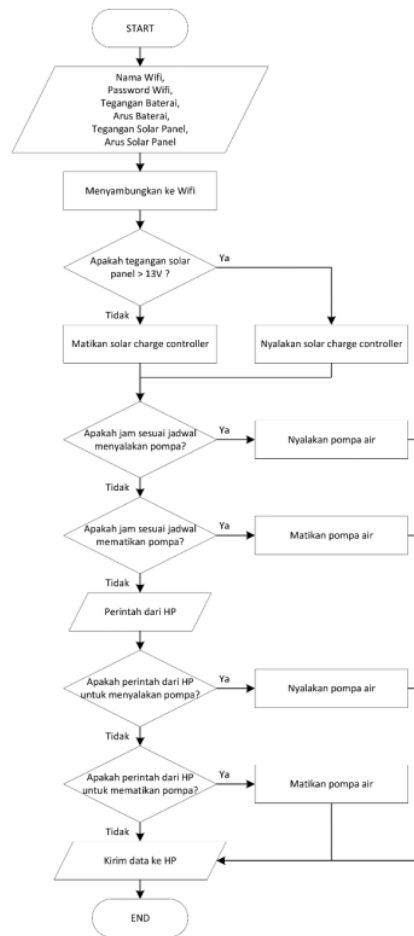 START
Nama Wifi,
Password Wifi,
Tegangan Baterai,
Arus Baterai,
Tegangan Solar Panel,
Arus Solar Panel
Menyambungkan ke Wifi
Apakah tegangan solar
panel > 13V ?
Ya
Tidak
Matikan solar charge controller
Nyalakan solar charge controller
Apakah jam sesuai jadwal
menyalakan pompa?
Ya
Nyalakan pompa air
Tidak
Apakah jam sesuai jadwal
mematikan pompa?
Ya
Matikan pompa air
Tidak
Perintah dari HP
Apakah perintah dari HP
untuk menyalakan pompa?
Ya
Nyalakan pompa air
Tidak
Apakah perintah dari HP
untuk mematikan pompa?
Ya
Matikan pompa air
Tidak
Kirim data ke HP
END